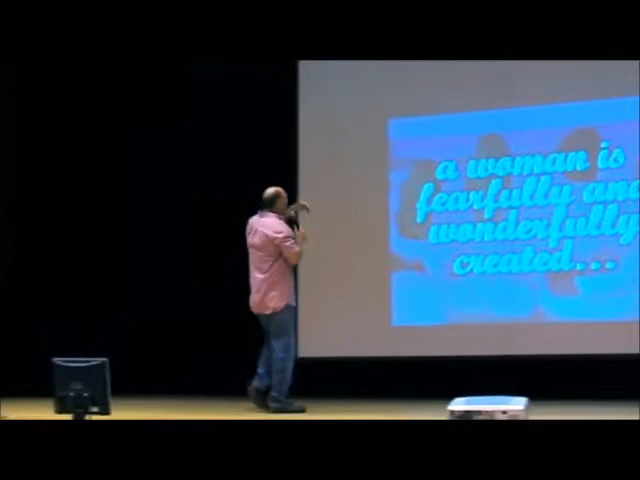 a woman is
fearfully and
wonderfully
created...